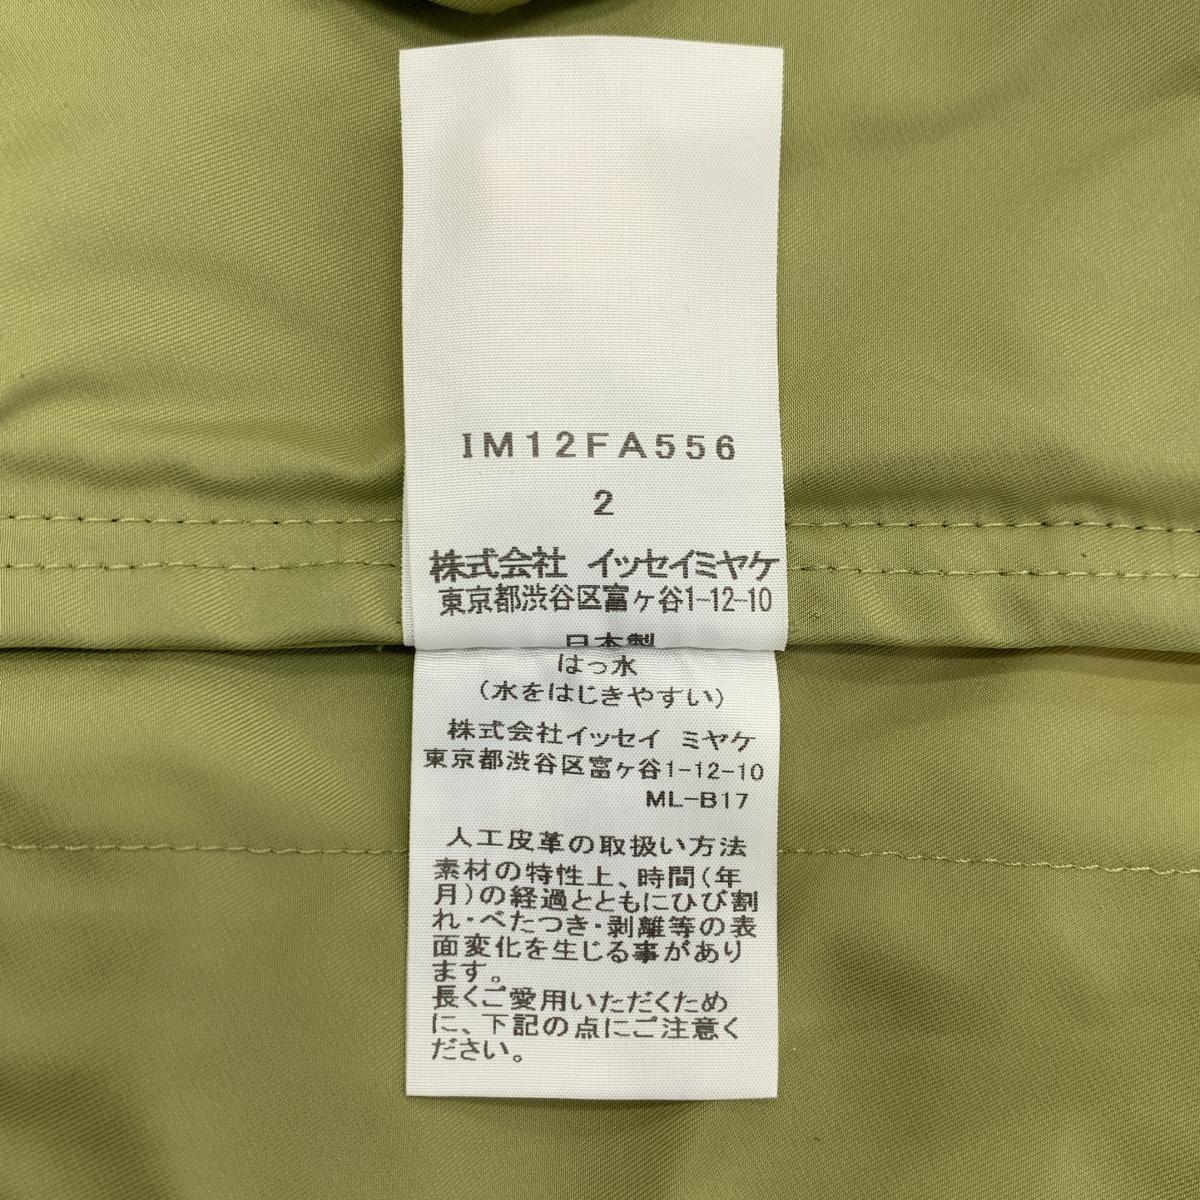 IM12FA556
2
株式会社 イッセイミヤケ
東京都渋谷区富ヶ谷1-12-10
日本製
はっ水
（水をはじきやすい）
株式会社イッセイ ミヤケ
東京都渋谷区富ヶ谷1-12-10
ML-B17
人工皮革の取扱い方法
素材の特性上、時間（年
月）の経過とともにひび割
れ・べたつき・剥離等の表
面変化を生じる事があり
ます。
長くご愛用いただくため
に、下記の点にご注意く
ださい。